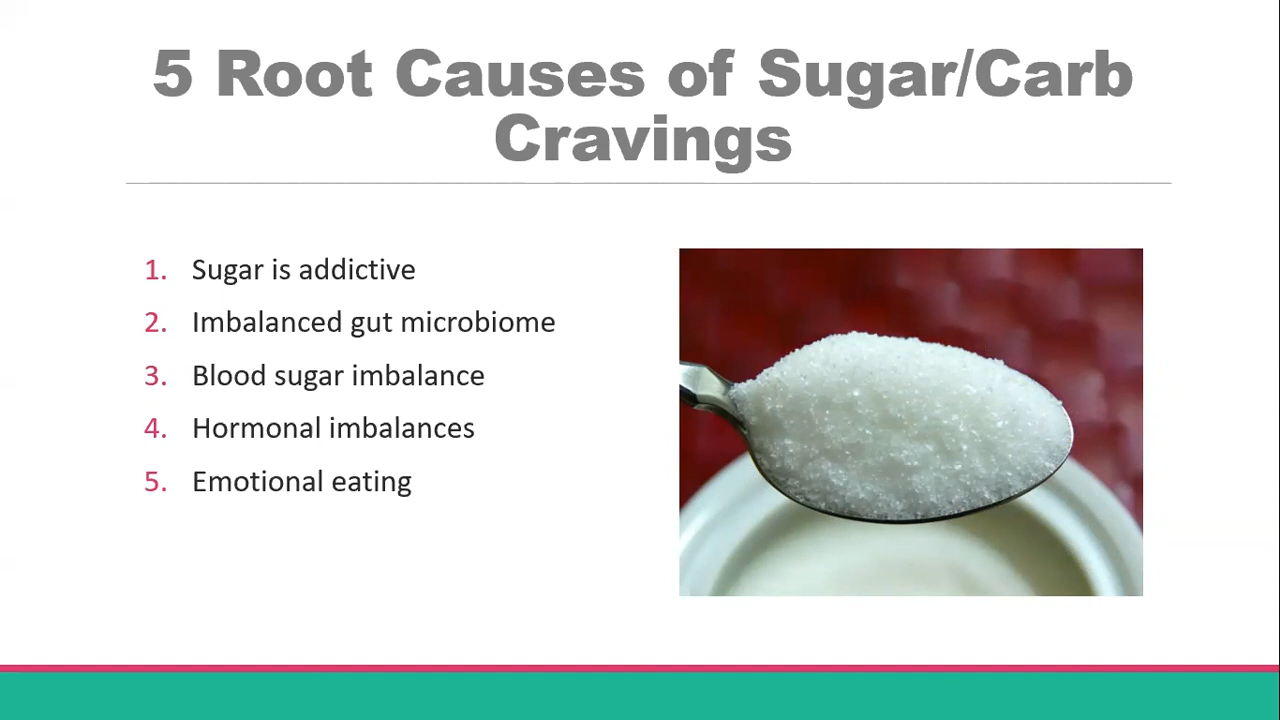 5 Root Causes of Sugar/Carb
Cravings
1. Sugar is addictive
2. Imbalanced gut microbiome
3. Blood sugar imbalance
4. Hormonal imbalances
5. Emotional eating